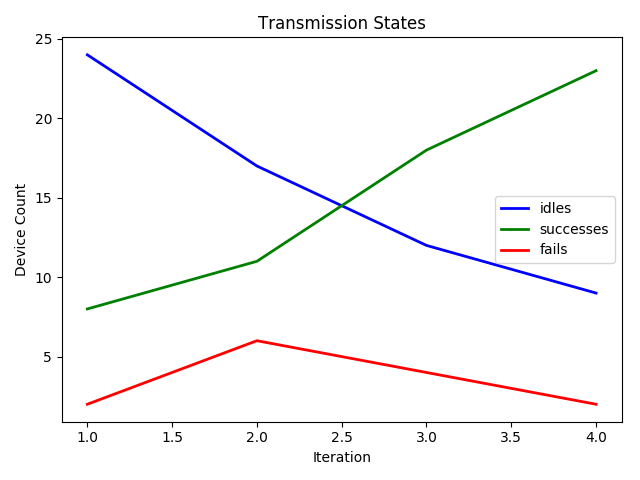 Transmission States
25
20
15
10
5
Device Count
idles
successes
fails
1.0 1.5 2.0 2.5 3.0 3.5 4.0
Iteration